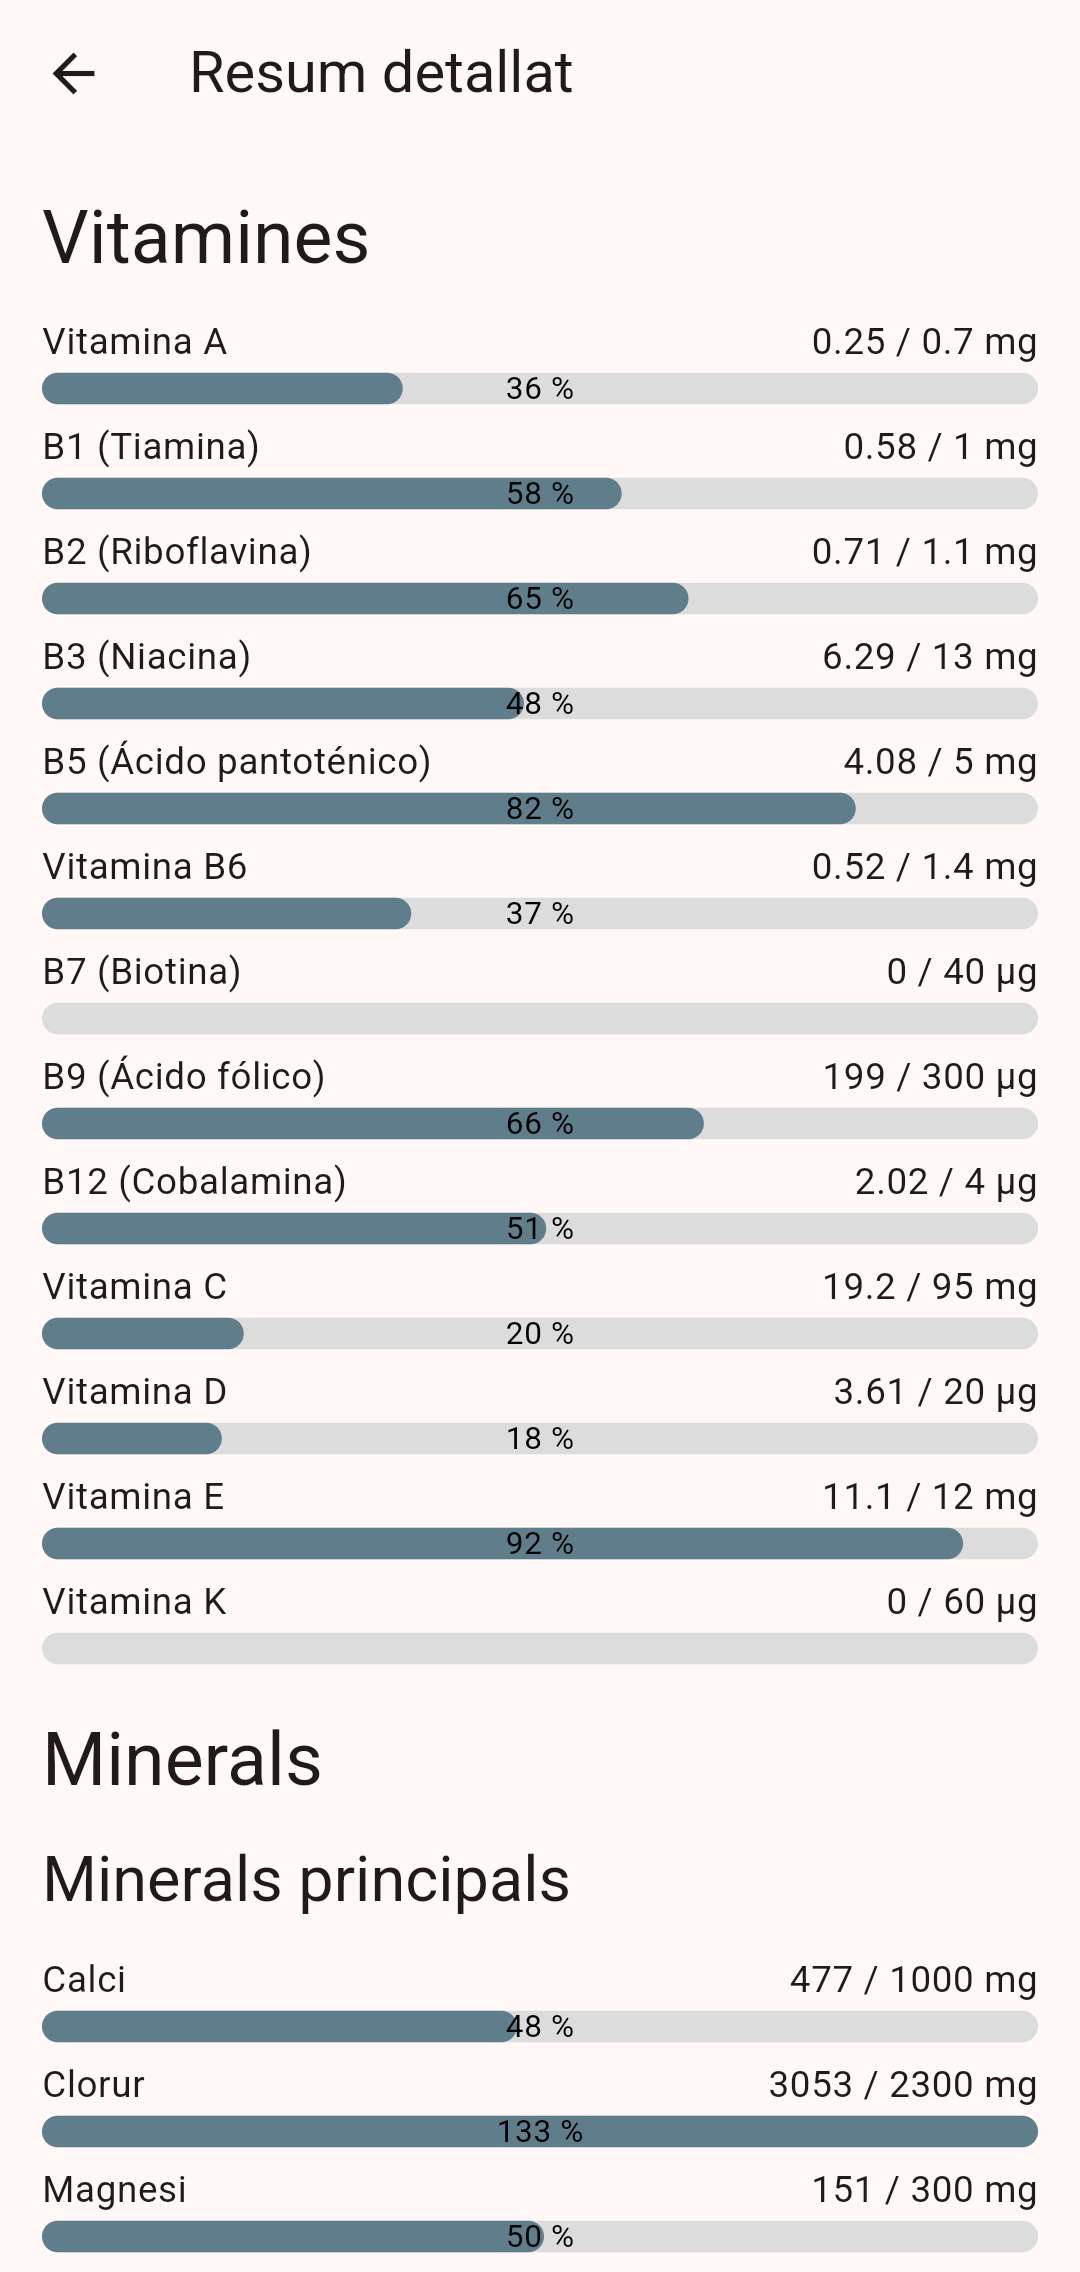 Resum detallat
Vitamines
Vitamina A 0.25 / 0.7 mg
36 %
B1 (Tiamina) 0.58 / 1 mg
58 %
B2 (Riboflavina) 0.71 / 1.1 mg
65 %
B3 (Niacina) 6.29 / 13 mg
48 %
B5 (Ácido pantoténico) 4.08 / 5 mg
82 %
Vitamina B6 0.52 / 1.4 mg
37 %
B7 (Biotina) 0 / 40 µg
B9 (Ácido fólico) 199 / 300 µg
66 %
B12 (Cobalamina) 2.02 / 4 µg
51 %
Vitamina C 19.2 / 95 mg
20 %
Vitamina D 3.61 / 20 µg
18 %
Vitamina E 11.1 / 12 mg
92 %
Vitamina K 0 / 60 µg
Minerals
Minerals principals
Calci 477 / 1000 mg
48 %
Clorur 3053 / 2300 mg
133 %
Magnesi 151 / 300 mg
50 %